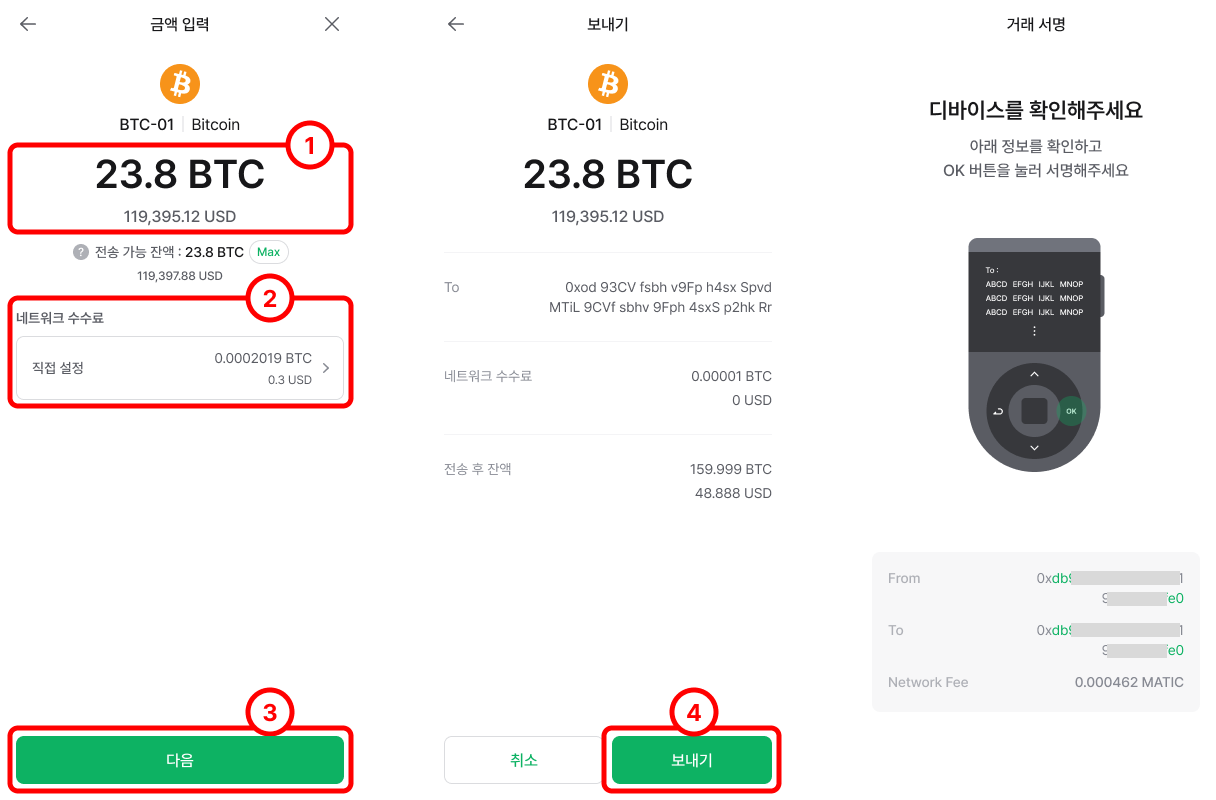 금액 입력
BTC-01 | Bitcoin
1
23.8 BTC
119,395.12 USD
? 전송 가능 잔액 : 23.8 BTC Max
119,397.88 USD
2
네트워크 수수료
직접 설정 0.0002019 BTC
0.3 USD
3
다음
보내기
BTC-01 | Bitcoin
23.8 BTC
119,395.12 USD
To 0xod 93CV fsbh v9Fp h4sx Spvd
MTiL 9CVf sbhv 9Fph 4sxS p2hk Rr
네트워크 수수료 0.00001 BTC
0 USD
전송 후 잔액 159.999 BTC
48.888 USD
4
취소 보내기
거래 서명
디바이스를 확인해주세요
아래 정보를 확인하고
OK 버튼을 눌러 서명해주세요
To :
ABCD EFGH IJKL MNOP
ABCD EFGH IJKL MNOP
ABCD EFGH IJKL MNOP
OK
From 0xdb9 1
9 fe0
To 0xdb9 1
9 fe0
Network Fee 0.000462 MATIC